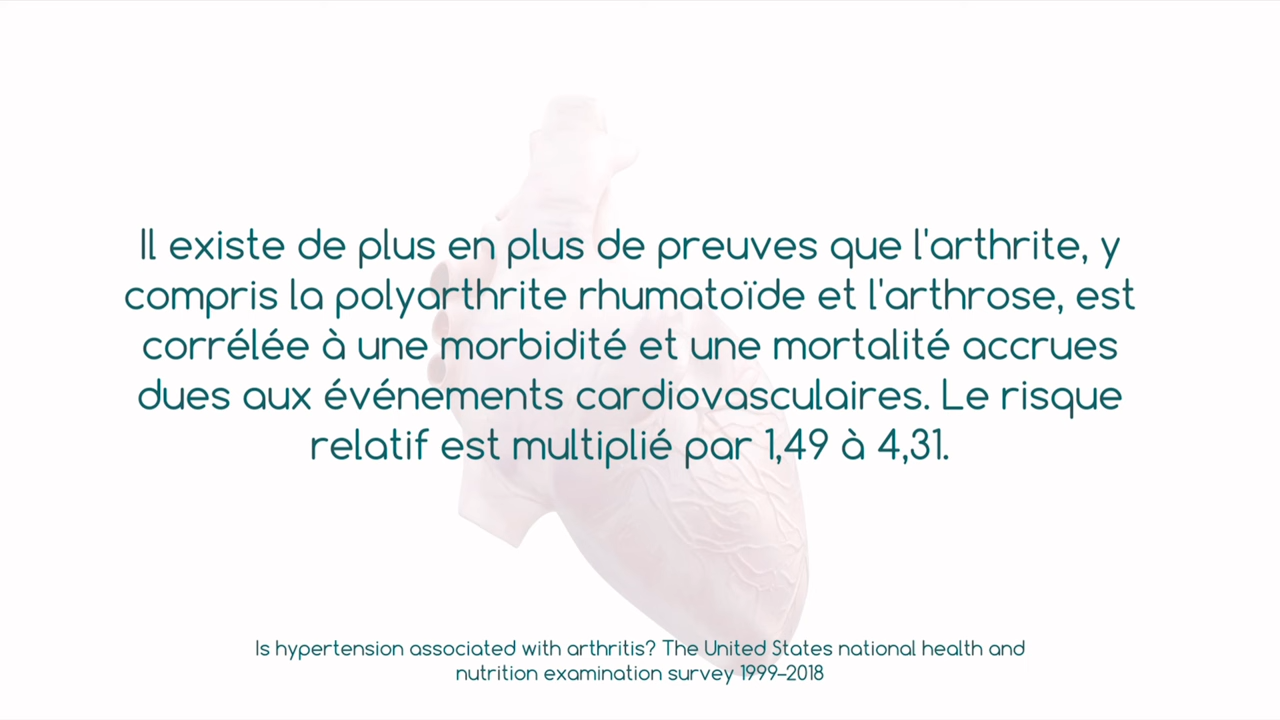 Il existe de plus en plus de preuves que l'arthrite, y
compris la polyarthrite rhumatoïde et l'arthrose, est
corrélée à une morbidité et une mortalité accrues
dues aux événements cardiovasculaires. Le risque
relatif est multiplié par 1,49 à 4,31.
Is hypertension associated with arthritis? The United States national health and
nutrition examination survey 1999–2018